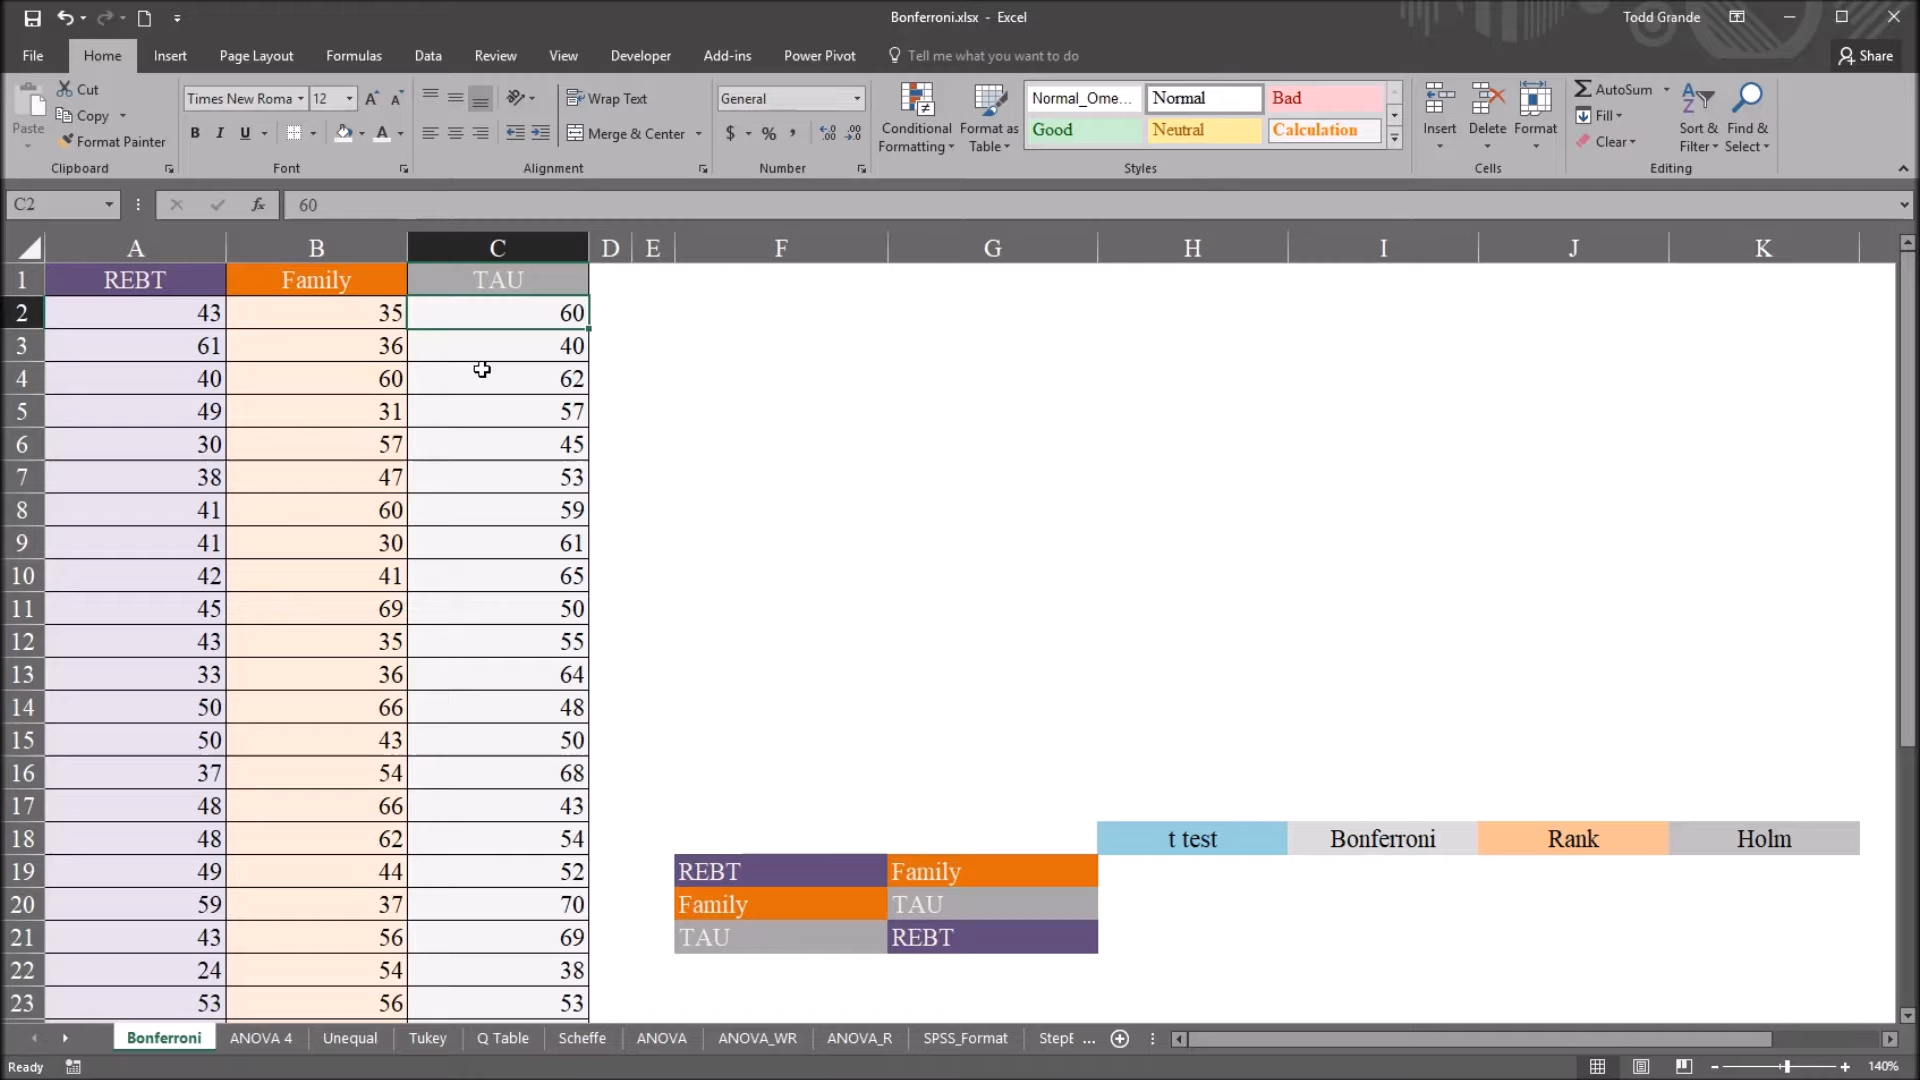 Bonferroni.xlsx - Excel
Todd Grande
File Home Insert Page Layout Formulas Data Review View Developer Add-ins Power Pivot Tell me what you want to do
Share
Paste
Cut
Copy
Format Painter
Clipboard
Times New Roma 12
B I U
Font
Wrap Text
Merge & Center
Alignment
General
$ % ,
Number
Conditional
Formatting
Format as
Table
Normal_Ome... Normal Bad
Good Neutral Calculation
Styles
Insert Delete Format
Cells
AutoSum
Fill
Clear
Sort &
Filter
Find &
Select
Editing
C2 fx 60
A B C D E F G H I J K
1 REBT Family TAU
2 43 35 60
3 61 36 40
4 40 60 62
5 49 31 57
6 30 57 45
7 38 47 53
8 41 60 59
9 41 30 61
10 42 41 65
11 45 69 50
12 43 35 55
13 33 36 64
14 50 66 48
15 50 43 50
16 37 54 68
17 48 66 43
18 48 62 54 t test Bonferroni Rank Holm
19 49 44 52 REBT Family
20 59 37 70 Family TAU
21 43 56 69 TAU REBT
22 24 54 38
23 53 56 53
Bonferroni ANOVA 4 Unequal Tukey Q Table Scheffe ANOVA ANOVA_WR ANOVA_R SPSS_Format StepE ...
Ready
140%